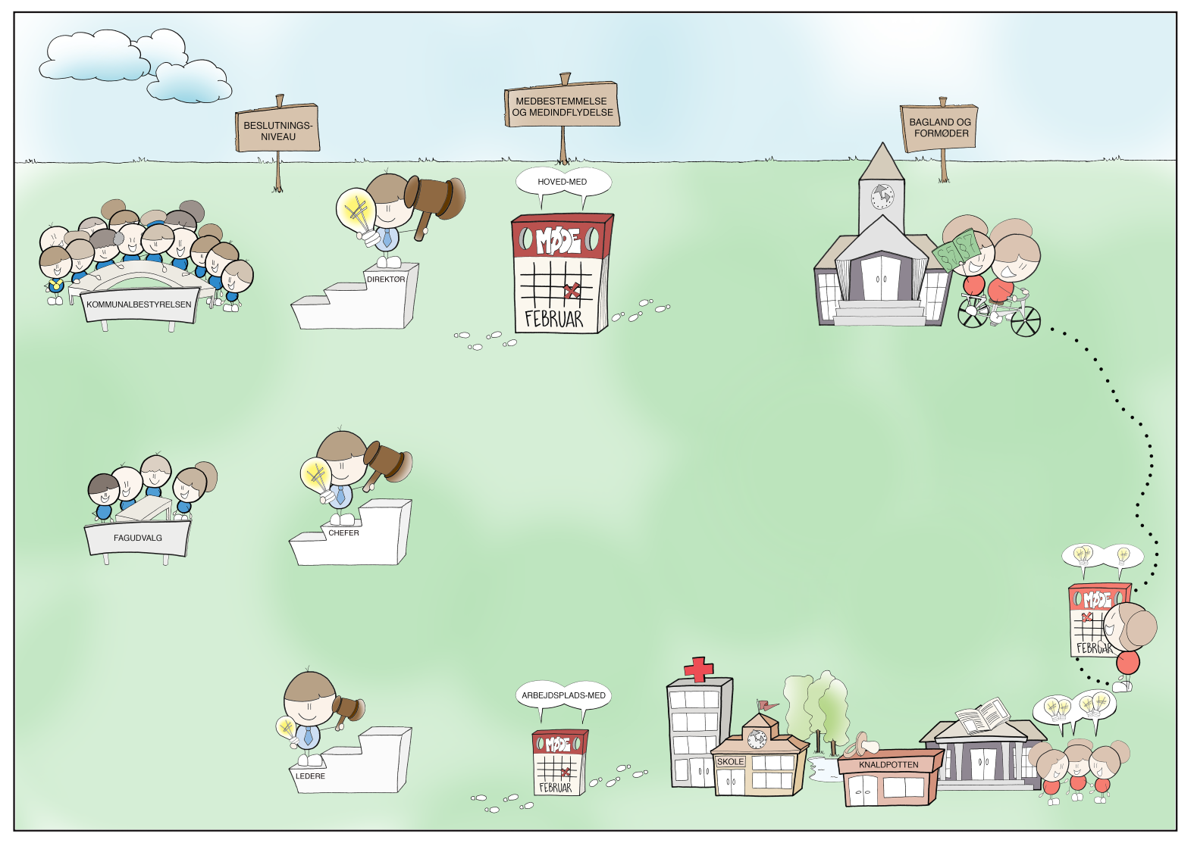 BESLUTNINGS-
NIVEAU
MEDBESTEMMELSE
OG MEDINDFLYDELSE
BAGLAND OG
FORMØDER
HOVED-MED
MØDE
FEBRUAR
DIREKTØR
KOMMUNALBESTYRELSEN
CHEFER
FAGUDVALG
MØDE
FEBRUAR
ARBEJDSPLADS-MED
MØDE
FEBRUAR
LEDERE
SKOLE
KNALDPOTTEN